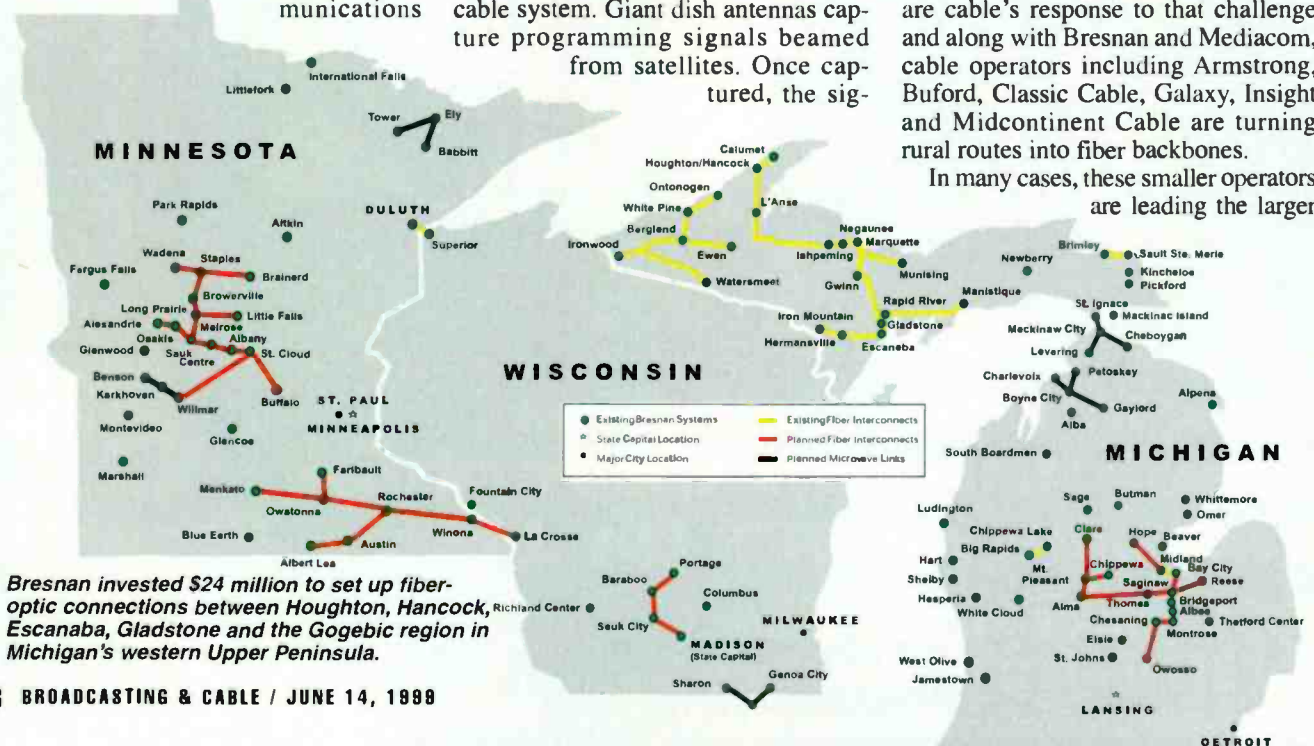 munications
cable system. Giant dish antennas cap-
ture programming signals beamed
from satellites. Once cap-
tured, the sig-
are cable's response to that challenge
and along with Bresnan and Mediacom,
cable operators including Armstrong,
Buford, Classic Cable, Galaxy, Insight
and Midcontinent Cable are turning
rural routes into fiber backbones.
In many cases, these smaller operators
are leading the larger
International Falls
Littlefork
Tower
Ely
Babbitt
MINNESOTA
Park Rapids
Aitkin
DULUTH
Superior
Wadena
Staples
Brainerd
Fergus Falls
Browerville
Long Prairie
Little Falls
Alexandria
Melrose
Osakis
Albany
Glenwood
Sauk
Centre
St. Cloud
Benson
Karkhoven
Willmar
Buffalo
ST. PAUL
MINNEAPOLIS
Montevideo
Glencoe
Marshall
Faribault
Menkato
Owatonna
Rochester
Fountain City
Winona
La Crosse
Blue Eerth
Austin
Albert Lea
Calumet
Houghton/Hancock
Ontonogen
White Pine
L'Anse
Bergland
Ironwood
Ewen
Watersmeet
Negaunee
Marquette
Ishpeming
Munising
Gwinn
Rapid River
Manistique
Iron Mountain
Gladstone
Hermansville
Escanaba
Newberry
Brimley
Sault Ste. Merie
Kincheloe
Pickford
St. Ignace
Mackinac Island
Meckinaw City
Cheboygan
Levering
Charlevoix
Petoskey
Boyne City
Gaylord
Alba
Alpena
WISCONSIN
Existing Bresnan Systems
State Capital Location
Major City Location
Existing Fiber Interconnects
Planned Fiber Interconnects
Planned Microwave Links
South Boardmen
MICHIGAN
Sage
Butman
Whittemore
Omer
Ludington
Chippewa Lake
Clare
Hope
Beaver
Big Rapids
Midland
Hart
Mt.
Pleasant
Chippewa
Bay City
Saginaw
Reese
Shelby
Bridgeport
Hesperia
White Cloud
Alma
Thomas
Albee
Chesaning
Montrose
Thetford Center
Elsie
St. Johns
Owosso
West Olive
Jamestown
LANSING
DETROIT
Portage
Baraboo
Columbus
Richland Center
Seuk City
MILWAUKEE
MADISON
(State Capital)
Sharon
Genoa City
Bresnan invested $24 million to set up fiber-
optic connections between Houghton, Hancock,
Escanaba, Gladstone and the Gogebic region in
Michigan's western Upper Peninsula.
BROADCASTING & CABLE / JUNE 14, 1999